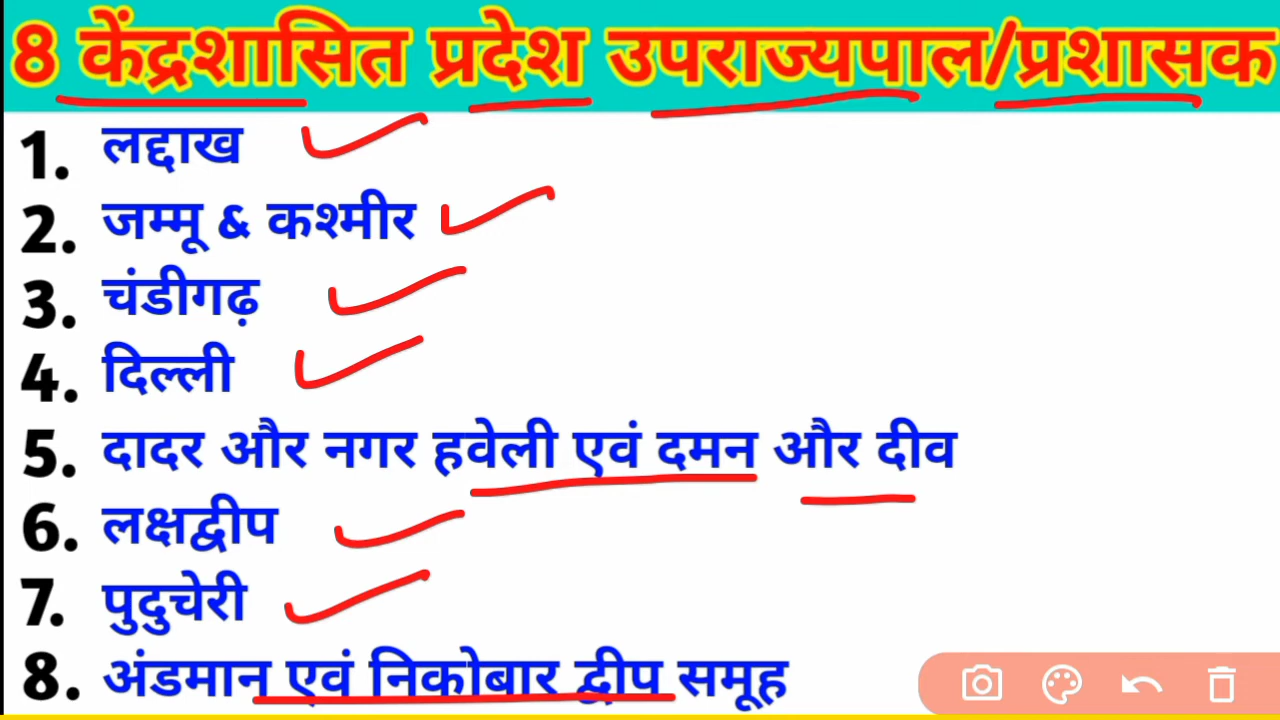 8 केंद्रशासित प्रदेश उपराज्यपाल/प्रशासक
1. लद्दाख
2. जम्मू & कश्मीर
3. चंडीगढ़
4. दिल्ली
5. दादर और नगर हवेली एवं दमन और दीव
6. लक्षद्वीप
7. पुदुचेरी
8. अंडमान एवं निकोबार द्वीप समूह